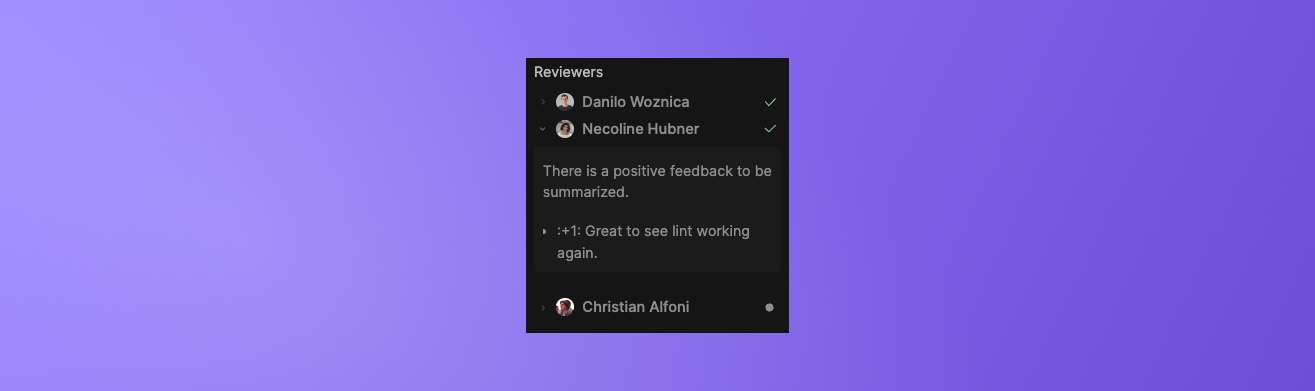 Reviewers
Danilo Woznica
Necoline Hubner
There is a positive feedback to be
summarized.
:+1: Great to see lint working
again.
Christian Alfoni